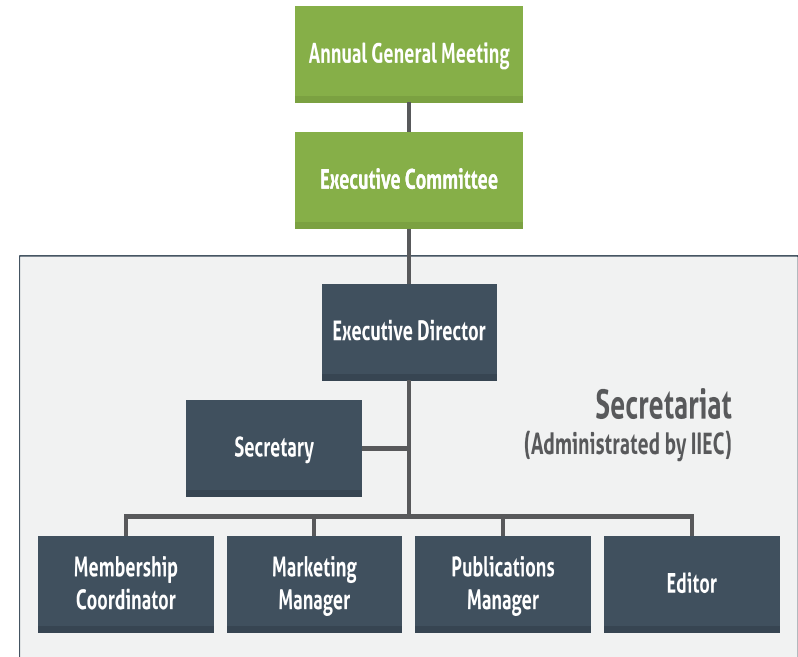 Annual General Meeting
Executive Committee
Executive Director
Secretariat
(Administrated by IIEC)
Secretary
Membership
Coordinator
Marketing
Manager
Publications
Manager
Editor